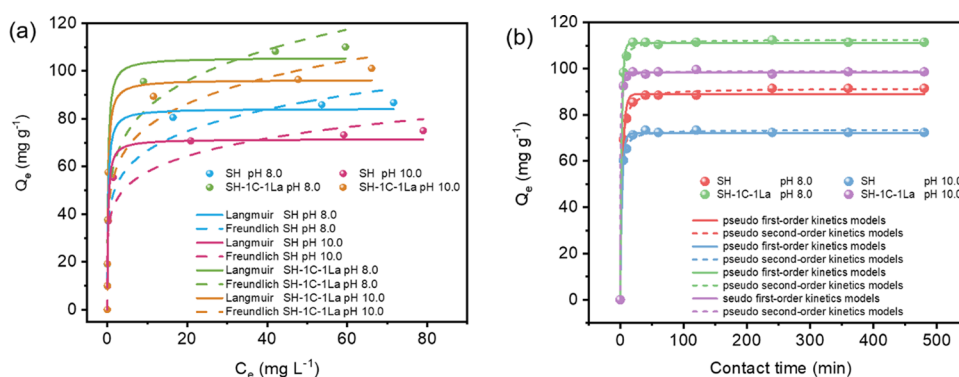 (a)
120
100
80
60
40
20
0
Qₑ (mg g⁻¹)
SH pH 8.0 SH pH 10.0
SH-1C-1La pH 8.0 SH-1C-1La pH 10.0
Langmuir SH pH 8.0
Freundlich SH pH 8.0
Langmuir SH pH 10.0
Freundlich SH pH 10.0
Langmuir SH-1C-1La pH 8.0
Freundlich SH-1C-1La pH 8.0
Langmuir SH-1C-1La pH 10.0
Freundlich SH-1C-1La pH 10.0
0 20 40 60 80
Cₑ (mg L⁻¹)
(b)
120
100
80
60
40
20
0
Qₑ (mg g⁻¹)
SH pH 8.0 SH pH 10.0
SH-1C-1La pH 8.0 SH-1C-1La pH 10.0
pseudo first-order kinetics models
pseudo second-order kinetics models
pseudo first-order kinetics models
pseudo second-order kinetics models
pseudo first-order kinetics models
pseudo second-order kinetics models
seudo first-order kinetics models
pseudo second-order kinetics models
0 100 200 300 400 500
Contact time (min)